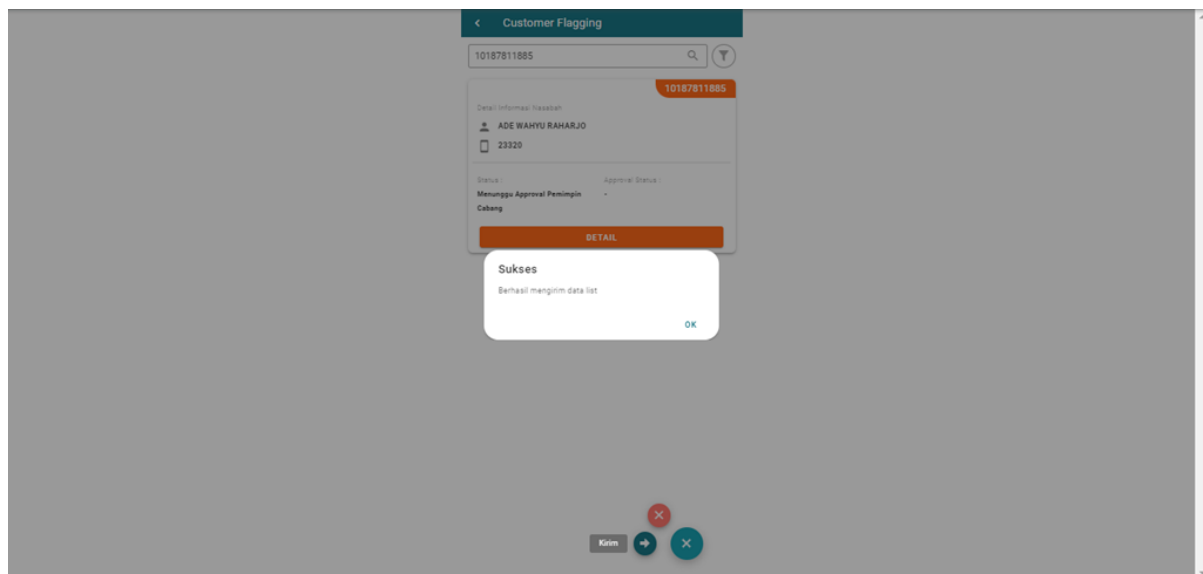 Customer Flagging
10187811885
10187811885
Detail Informasi Nasabah
ADE WAHYU RAHARJO
23320
Status :
Approval Status :
Menunggu Approval Pemimpin
Cabang
-
DETAIL
Sukses
Berhasil mengirim data list
OK
Kirim